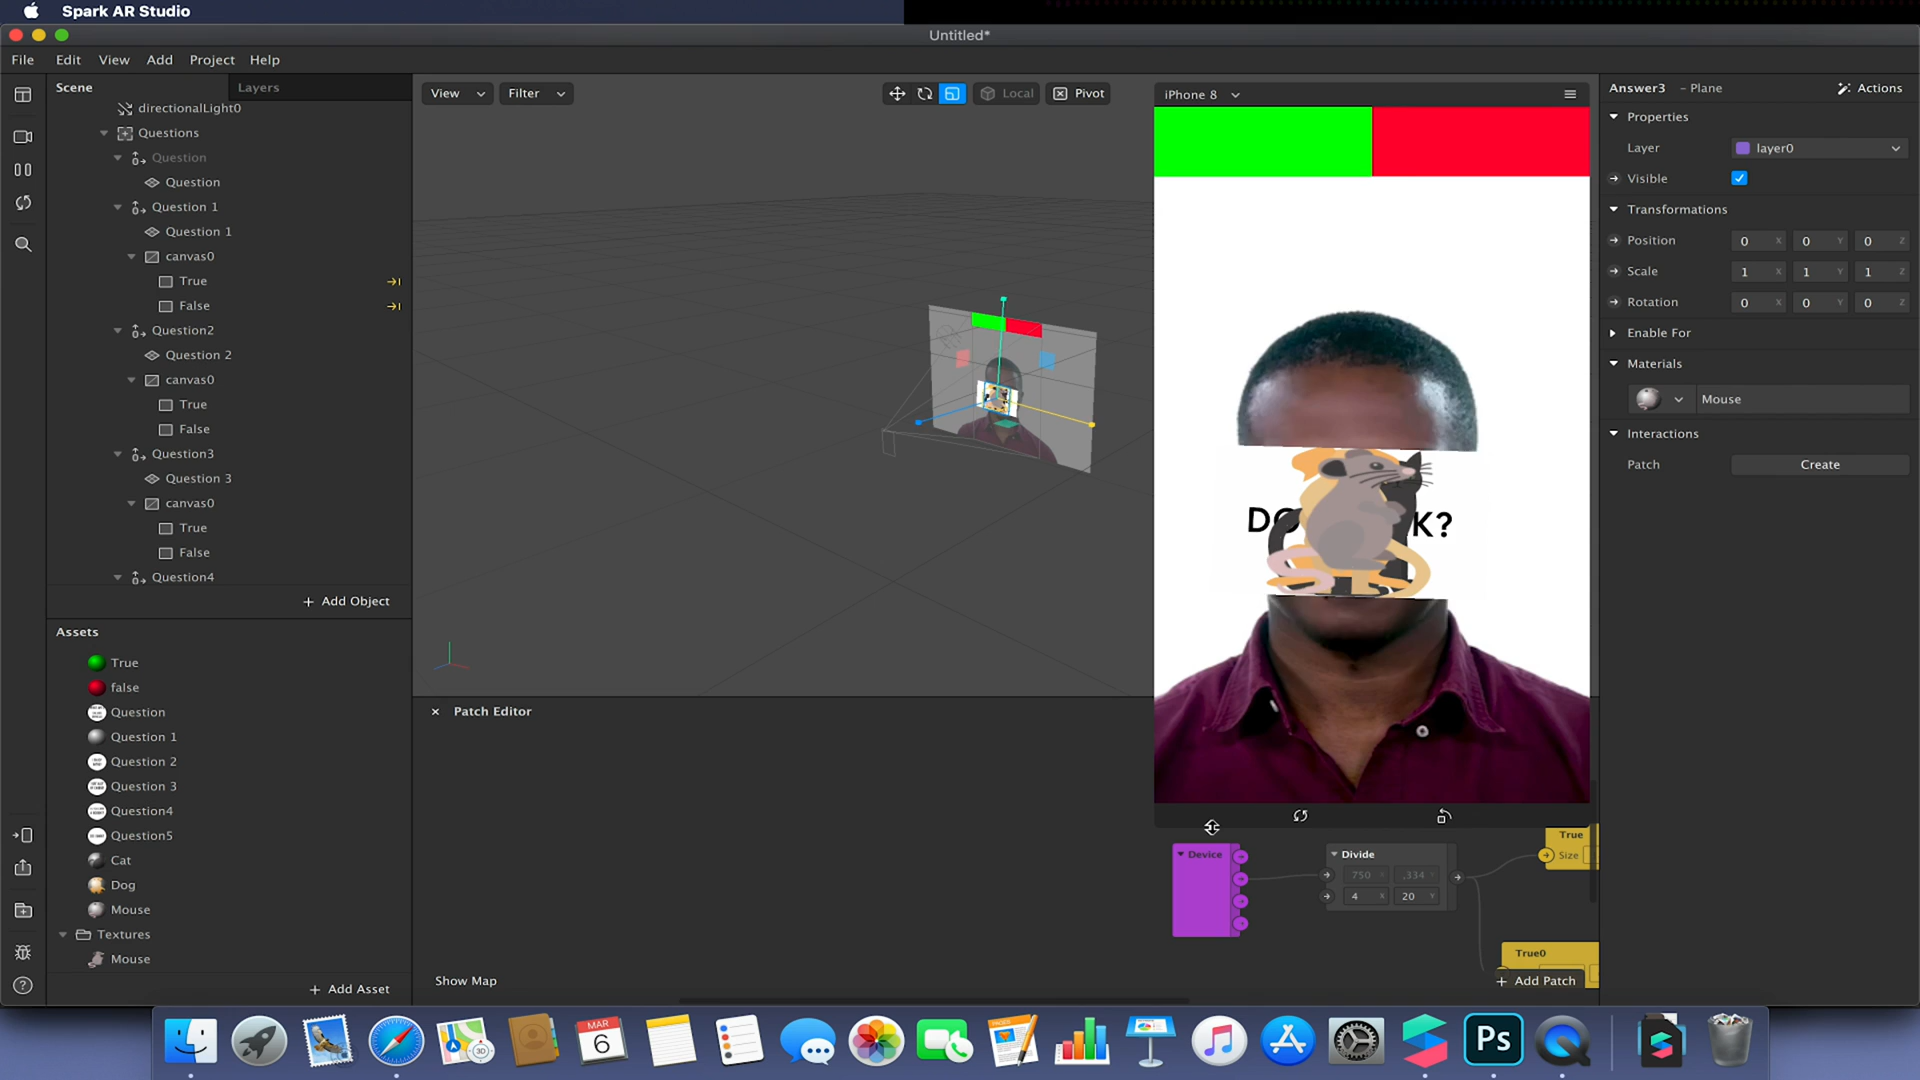 Spark AR Studio
Untitled*
File Edit View Add Project Help
Scene Layers
directionalLight0
Questions
Question
Question
Question 1
Question 1
canvas0
True
False
Question2
Question 2
canvas0
True
False
Question3
Question 3
canvas0
True
False
Question4
+ Add Object
Assets
True
false
Question
Question 1
Question 2
Question 3
Question4
Question5
Cat
Dog
Mouse
Textures
Mouse
+ Add Asset
View Filter Local Pivot
iPhone 8
K?
Patch Editor
Device
Divide
750 X ,334 Y
4 X 20 Y
True
Size
True0
+ Add Patch
Show Map
Answer3 - Plane Actions
Properties
Layer layer0
Visible
Transformations
Position 0 X 0 Y 0 Z
Scale 1 X 1 Y 1 Z
Rotation 0 X 0 Y 0 Z
Enable For
Materials
Mouse
Interactions
Patch Create
MAR
6
3D
Ps